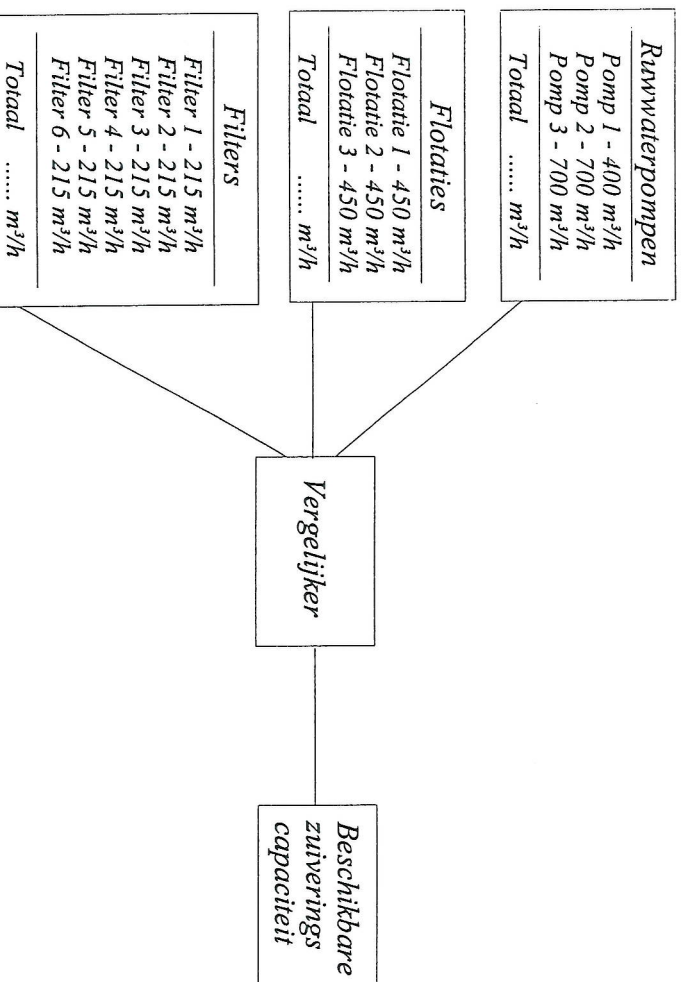 Ruwwaterpompen
Pomp 1 - 400 m³/h
Pomp 2 - 700 m³/h
Pomp 3 - 700 m³/h
Totaal ...... m³/h
Flotaties
Flotatie 1 - 450 m³/h
Flotatie 2 - 450 m³/h
Flotatie 3 - 450 m³/h
Totaal ...... m³/h
Filters
Filter 1 - 215 m³/h
Filter 2 - 215 m³/h
Filter 3 - 215 m³/h
Filter 4 - 215 m³/h
Filter 5 - 215 m³/h
Filter 6 - 215 m³/h
Totaal ...... m³/h
Vergelijker
Beschikbare
zuiverings
capaciteit